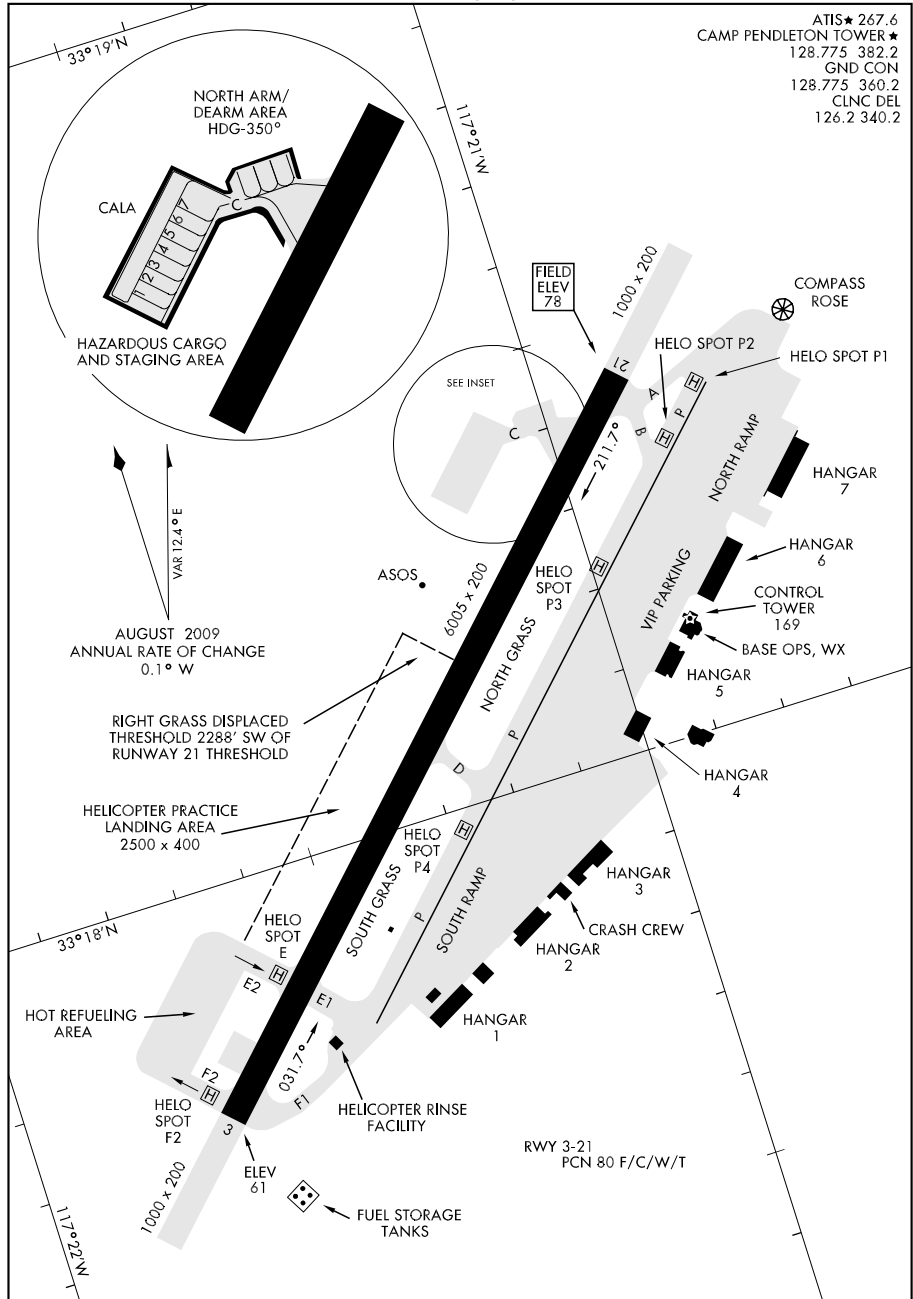 ATIS★ 267.6
CAMP PENDLETON TOWER★
128.775 382.2
GND CON
128.775 360.2
CLNC DEL
126.2 340.2
33°19'N
117°21'W
NORTH ARM/
DEARM AREA
HDG-350°
CALA
C
1
2
3
4
5
6
7
HAZARDOUS CARGO
AND STAGING AREA
FIELD
ELEV
78
1000 x 200
COMPASS
ROSE
HELO SPOT P2
HELO SPOT P1
SEE INSET
C
21
A
B
H
P
H
211.7°
NORTH RAMP
HANGAR
7
VAR 12.4° E
AUGUST 2009
ANNUAL RATE OF CHANGE
0.1° W
ASOS
6005 x 200
HELO
SPOT
P3
H
NORTH GRASS
VIP PARKING
HANGAR
6
CONTROL
TOWER
169
BASE OPS, WX
HANGAR
5
RIGHT GRASS DISPLACED
THRESHOLD 2288' SW OF
RUNWAY 21 THRESHOLD
P
D
HANGAR
4
HELICOPTER PRACTICE
LANDING AREA
2500 x 400
HELO
SPOT
P4
H
SOUTH GRASS
P
SOUTH RAMP
HANGAR
3
CRASH CREW
HANGAR
2
HANGAR
1
33°18'N
HELO
SPOT
E
H
E2
E1
HOT REFUELING
AREA
031.7°
F2
H
F1
HELO
SPOT
F2
3
HELICOPTER RINSE
FACILITY
ELEV
61
1000 x 200
RWY 3-21
PCN 80 F/C/W/T
FUEL STORAGE
TANKS
117°22'W